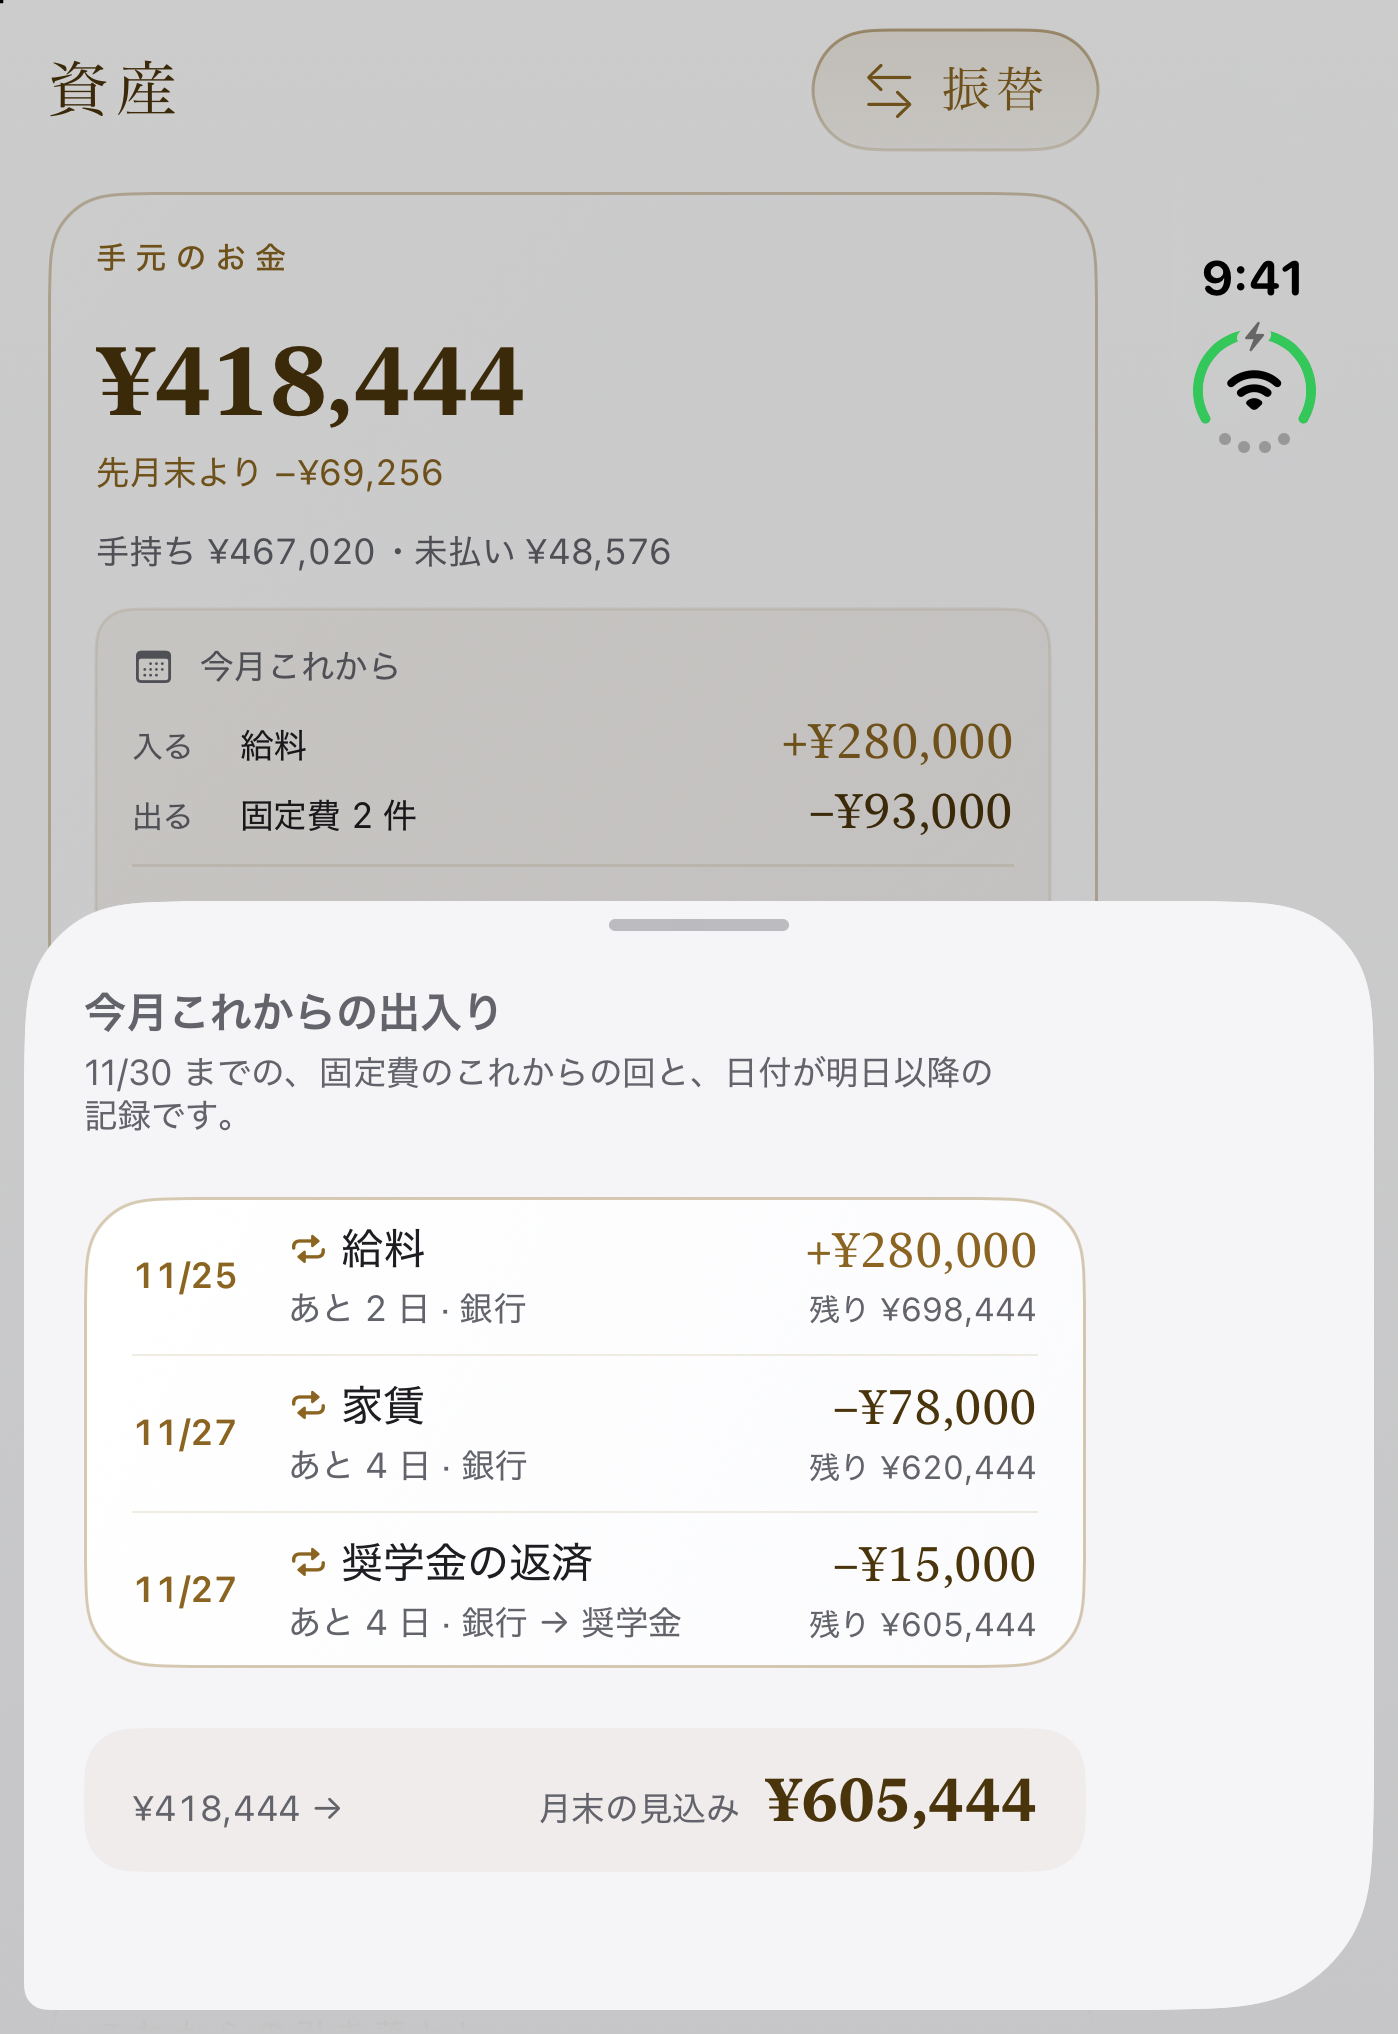 資産
振替
手元のお金
¥418,444
先月末より −¥69,256
手持ち ¥467,020 · 未払い ¥48,576
今月これから
入る 給料 +¥280,000
出る 固定費 2 件 −¥93,000
9:41
今月これからの出入り
11/30 までの、固定費のこれからの回と、日付が明日以降の
記録です。
11/25 給料 +¥280,000
あと 2 日 · 銀行 残り ¥698,444
11/27 家賃 −¥78,000
あと 4 日 · 銀行 残り ¥620,444
11/27 奨学金の返済 −¥15,000
あと 4 日 · 銀行 → 奨学金 残り ¥605,444
¥418,444 → 月末の見込み ¥605,444